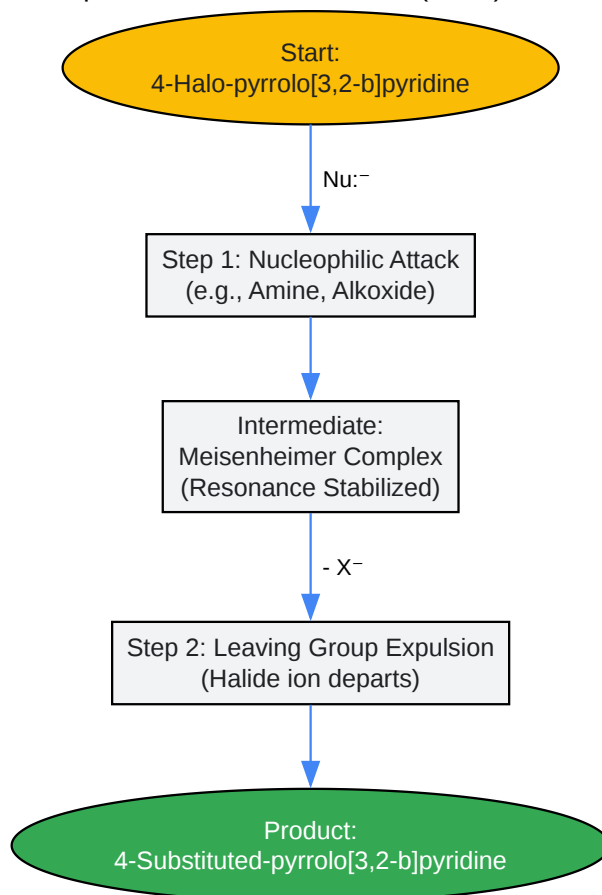 Start:
4-Halo-pyrrolo[3,2-b]pyridine
Nu:⁻
Step 1: Nucleophilic Attack
(e.g., Amine, Alkoxide)
Intermediate:
Meisenheimer Complex
(Resonance Stabilized)
- X⁻
Step 2: Leaving Group Expulsion
(Halide ion departs)
Product:
4-Substituted-pyrrolo[3,2-b]pyridine